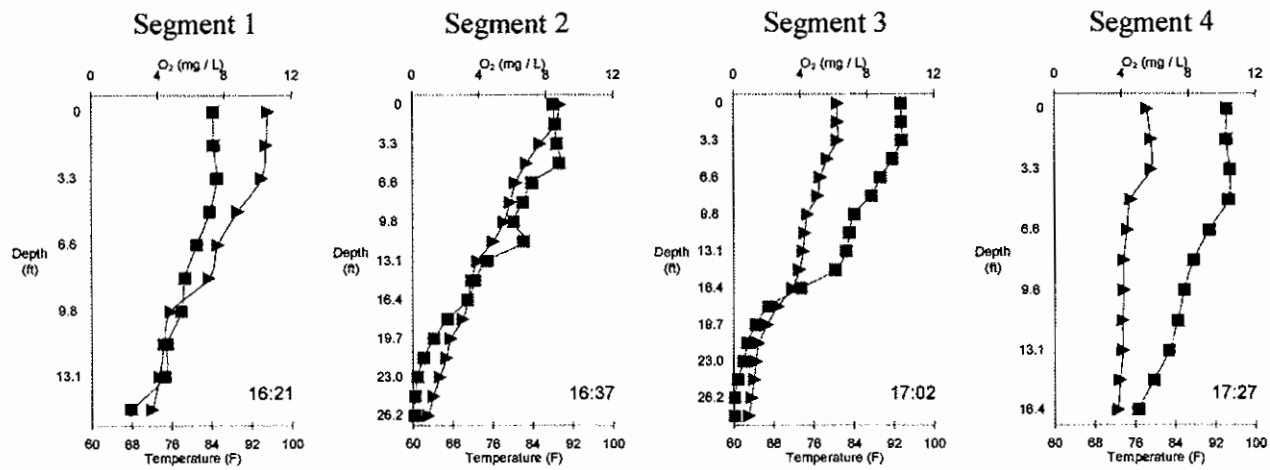 Segment 1
O₂ (mg / L)
0 4 8 12
0
3.3
6.6
Depth
(ft)
9.8
13.1
16:21
60 68 76 84 92 100
Temperature (F)
Segment 2
O₂ (mg / L)
0 4 8 12
0
3.3
6.6
9.8
Depth
(ft)
13.1
16.4
19.7
23.0
26.2
16:37
60 68 76 84 92 100
Temperature (F)
Segment 3
O₂ (mg / L)
0 4 8 12
0
3.3
6.6
9.8
Depth
(ft)
13.1
16.4
19.7
23.0
26.2
17:02
60 68 76 84 92 100
Temperature (F)
Segment 4
O₂ (mg / L)
0 4 8 12
0
3.3
6.6
Depth
(ft)
9.8
13.1
16.4
17:27
60 68 76 84 92 100
Temperature (F)